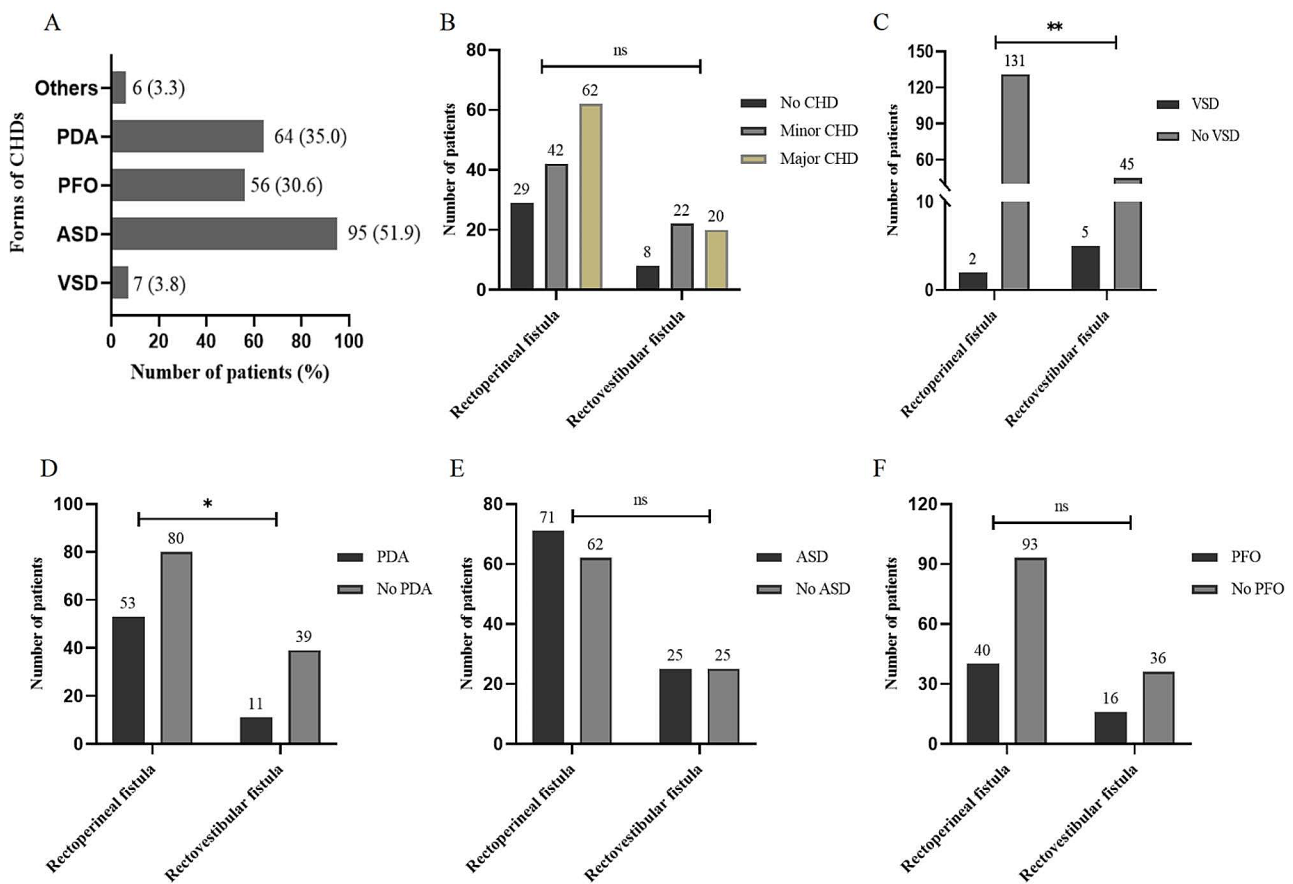 A
Forms of CHDs
Others
PDA
PFO
ASD
VSD
6 (3.3)
64 (35.0)
56 (30.6)
95 (51.9)
7 (3.8)
0 20 40 60 80 100
Number of patients (%)
B
Number of patients
80
60
40
20
0
ns
29
42
62
8
22
20
No CHD
Minor CHD
Major CHD
Rectoperineal fistula
Rectovestibular fistula
C
Number of patients
150
120
90
60
10
0
**
2
131
5
45
VSD
No VSD
Rectoperineal fistula
Rectovestibular fistula
D
Number of patients
100
80
60
40
20
0
*
53
80
11
39
PDA
No PDA
Rectoperineal fistula
Rectovestibular fistula
E
Number of patients
80
60
40
20
0
ns
71
62
25
25
ASD
No ASD
Rectoperineal fistula
Rectovestibular fistula
F
Number of patients
120
90
60
30
0
ns
40
93
16
36
PFO
No PFO
Rectoperineal fistula
Rectovestibular fistula